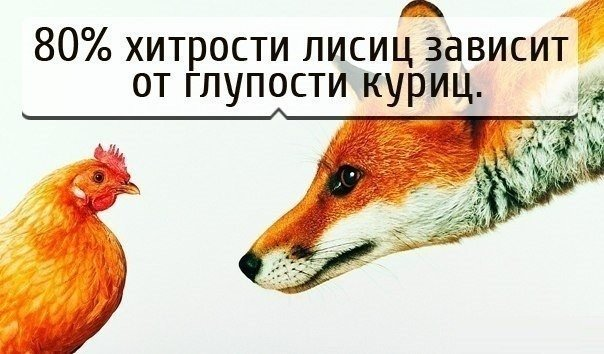 80% хитрости лисиц зависит
от глупости куриц.